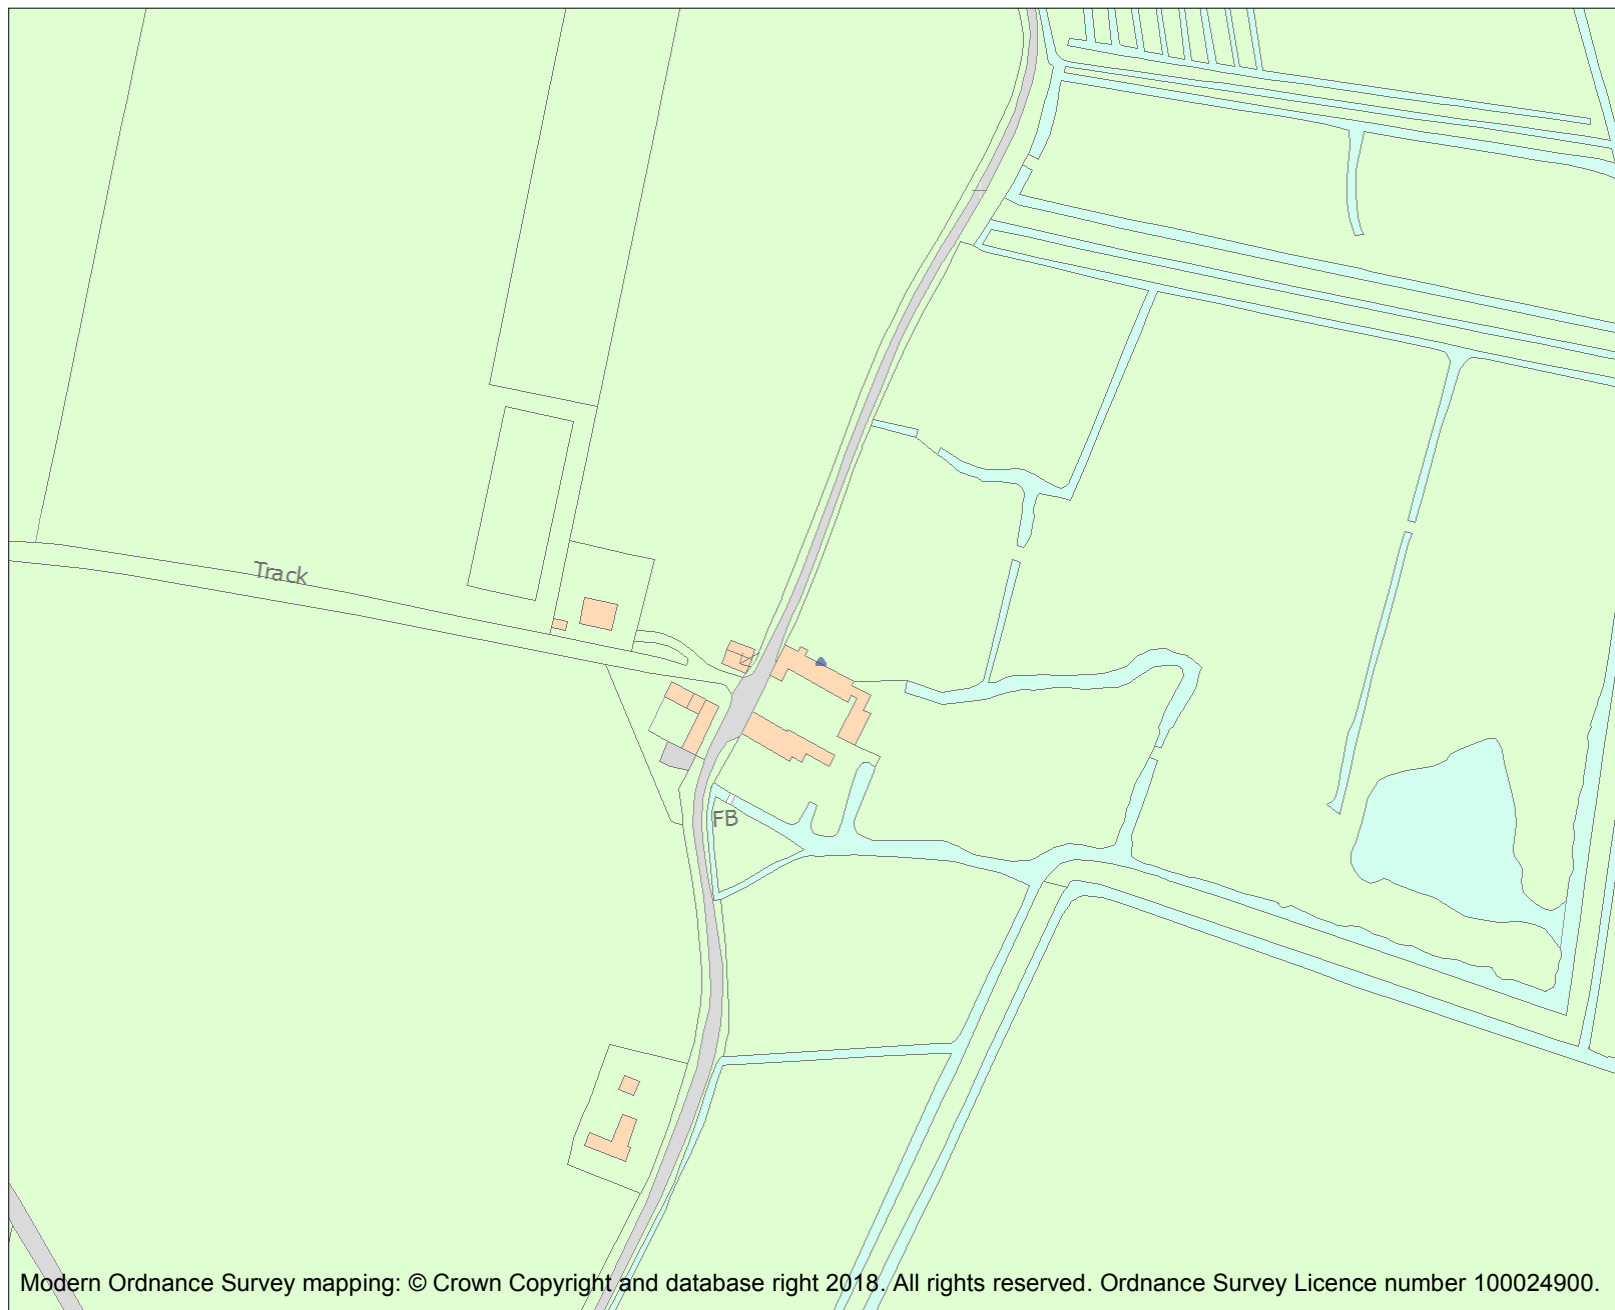 Track
FB
Modern Ordnance Survey mapping: © Crown Copyright and database right 2018. All rights reserved. Ordnance Survey Licence number 100024900.